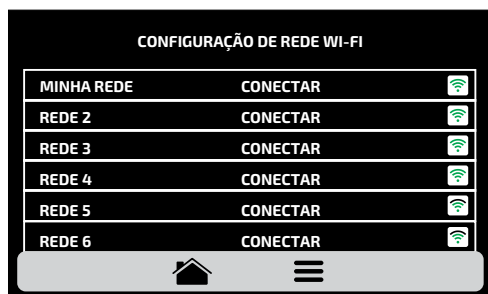 CONFIGURAÇÃO DE REDE WI-FI
MINHA REDE CONECTAR
REDE 2 CONECTAR
REDE 3 CONECTAR
REDE 4 CONECTAR
REDE 5 CONECTAR
REDE 6 CONECTAR